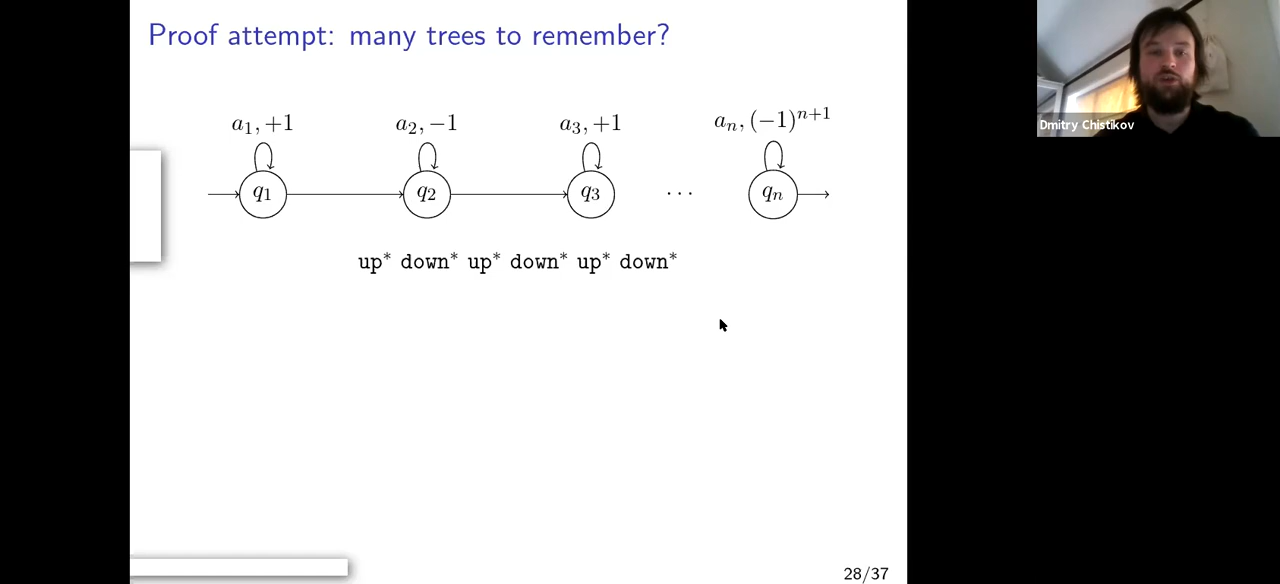 Proof attempt: many trees to remember?
a₁, +1 a₂, −1 a₃, +1 aₙ, (−1)ⁿ⁺¹
q₁ q₂ q₃ ⋯ qₙ
up* down* up* down* up* down*
28/37
Dmitry Chistikov